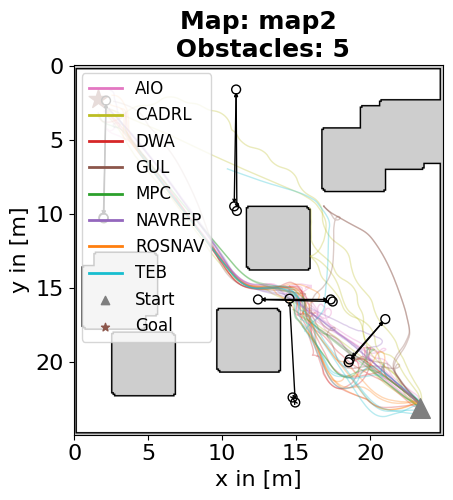 Map: map2
Obstacles: 5
0
5
10
15
20
y in [m]
AIO
CADRL
DWA
GUL
MPC
NAVREP
ROSNAV
TEB
Start
Goal
0 5 10 15 20
x in [m]